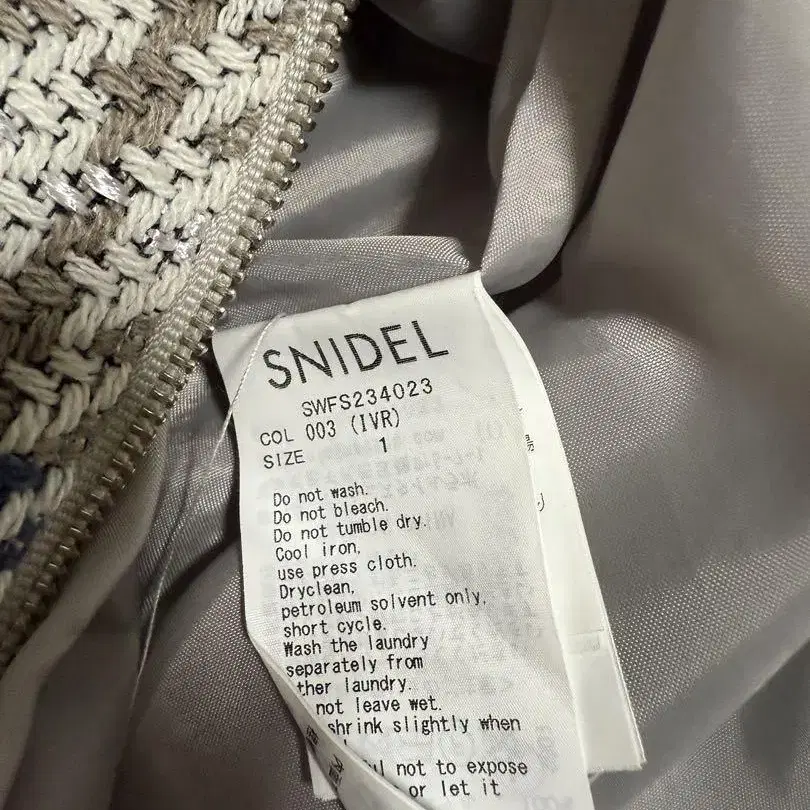 SNIDEL
SWFS234023
COL 003 (IVR)
SIZE 1
Do not wash.
Do not bleach.
Do not tumble dry.
Cool iron,
use press cloth.
Dryclean,
petroleum solvent only,
short cycle.
Wash the laundry
separately from
ther laundry.
not leave wet.
shrink slightly when
not to expose
or let it